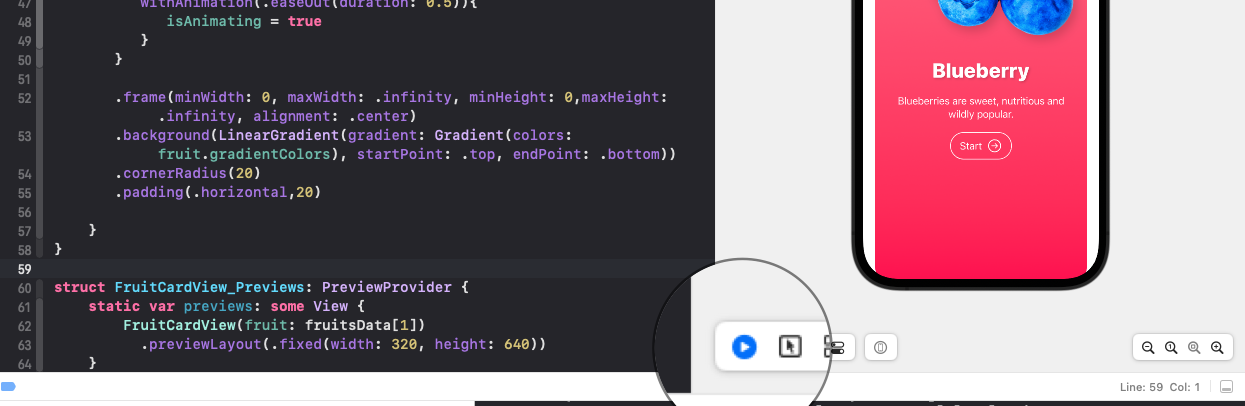 47 withAnimation(.easeOut(duration: 0.5)){
48 isAnimating = true
49 }
50 }
51
52 .frame(minWidth: 0, maxWidth: .infinity, minHeight: 0,maxHeight:
.infinity, alignment: .center)
53 .background(LinearGradient(gradient: Gradient(colors:
fruit.gradientColors), startPoint: .top, endPoint: .bottom))
54 .cornerRadius(20)
55 .padding(.horizontal,20)
56
57 }
58 }
59
60 struct FruitCardView_Previews: PreviewProvider {
61 static var previews: some View {
62 FruitCardView(fruit: fruitsData[1])
63 .previewLayout(.fixed(width: 320, height: 640))
64 }
Blueberry
Blueberries are sweet, nutritious and
wildly popular.
Start
Line: 59 Col: 1